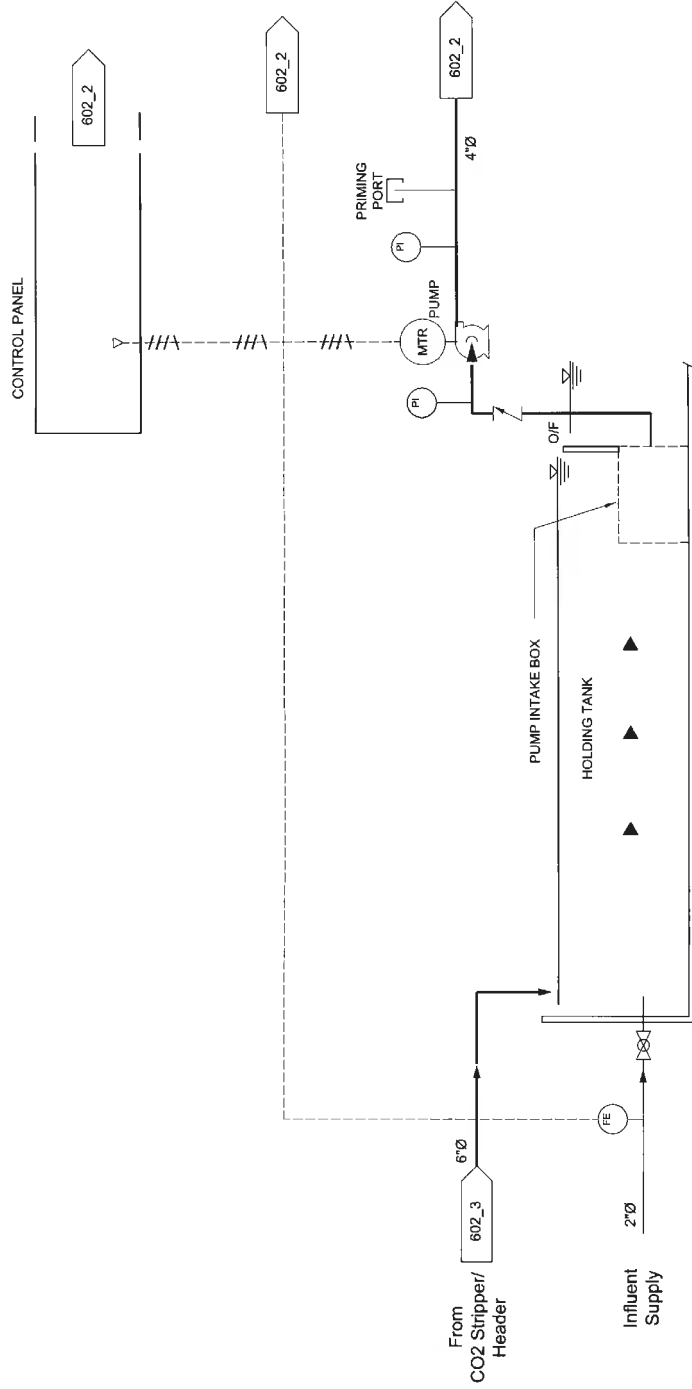 CONTROL PANEL
602_2
602_2
602_2
4"Ø
PRIMING
PORT
PI
PUMP
MTR
PI
O/F
PUMP INTAKE BOX
HOLDING TANK
6"Ø
602_3
From
CO2 Stripper/
Header
FE
2"Ø
Influent
Supply